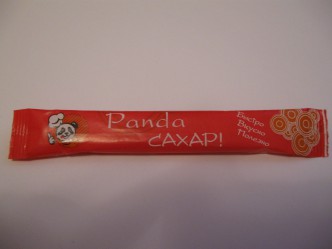 Panda
САХАР!
Быстро
Вкусно
Полезно